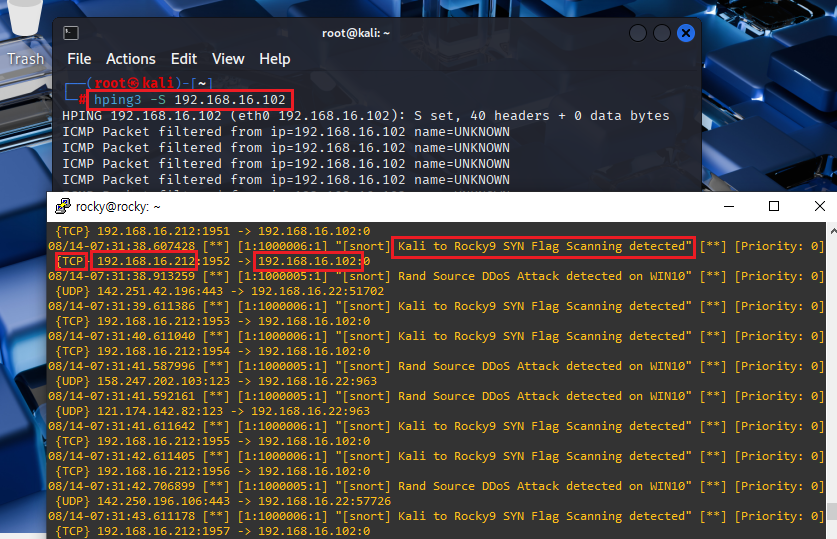 Trash
root@kali: ~
File Actions Edit View Help
┌──(root㉿kali)-[~]
└─# hping3 -S 192.168.16.102
HPING 192.168.16.102 (eth0 192.168.16.102): S set, 40 headers + 0 data bytes
ICMP Packet filtered from ip=192.168.16.102 name=UNKNOWN
ICMP Packet filtered from ip=192.168.16.102 name=UNKNOWN
ICMP Packet filtered from ip=192.168.16.102 name=UNKNOWN
ICMP Packet filtered from ip=192.168.16.102 name=UNKNOWN
rocky@rocky: ~
{TCP} 192.168.16.212:1951 -> 192.168.16.102:0
08/14-07:31:38.607428 [**] [1:1000006:1] "[snort] Kali to Rocky9 SYN Flag Scanning detected" [**] [Priority: 0]
{TCP} 192.168.16.212:1952 -> 192.168.16.102:0
08/14-07:31:38.913259 [**] [1:1000005:1] "[snort] Rand Source DDoS Attack detected on WIN10" [**] [Priority: 0]
{UDP} 142.251.42.196:443 -> 192.168.16.22:51702
08/14-07:31:39.611386 [**] [1:1000006:1] "[snort] Kali to Rocky9 SYN Flag Scanning detected" [**] [Priority: 0]
{TCP} 192.168.16.212:1953 -> 192.168.16.102:0
08/14-07:31:40.611040 [**] [1:1000006:1] "[snort] Kali to Rocky9 SYN Flag Scanning detected" [**] [Priority: 0]
{TCP} 192.168.16.212:1954 -> 192.168.16.102:0
08/14-07:31:41.587996 [**] [1:1000005:1] "[snort] Rand Source DDoS Attack detected on WIN10" [**] [Priority: 0]
{UDP} 158.247.202.103:123 -> 192.168.16.22:963
08/14-07:31:41.592161 [**] [1:1000005:1] "[snort] Rand Source DDoS Attack detected on WIN10" [**] [Priority: 0]
{UDP} 121.174.142.82:123 -> 192.168.16.22:963
08/14-07:31:41.611642 [**] [1:1000006:1] "[snort] Kali to Rocky9 SYN Flag Scanning detected" [**] [Priority: 0]
{TCP} 192.168.16.212:1955 -> 192.168.16.102:0
08/14-07:31:42.611405 [**] [1:1000006:1] "[snort] Kali to Rocky9 SYN Flag Scanning detected" [**] [Priority: 0]
{TCP} 192.168.16.212:1956 -> 192.168.16.102:0
08/14-07:31:42.706899 [**] [1:1000005:1] "[snort] Rand Source DDoS Attack detected on WIN10" [**] [Priority: 0]
{UDP} 142.250.196.106:443 -> 192.168.16.22:57726
08/14-07:31:43.611178 [**] [1:1000006:1] "[snort] Kali to Rocky9 SYN Flag Scanning detected" [**] [Priority: 0]
{TCP} 192.168.16.212:1957 -> 192.168.16.102:0